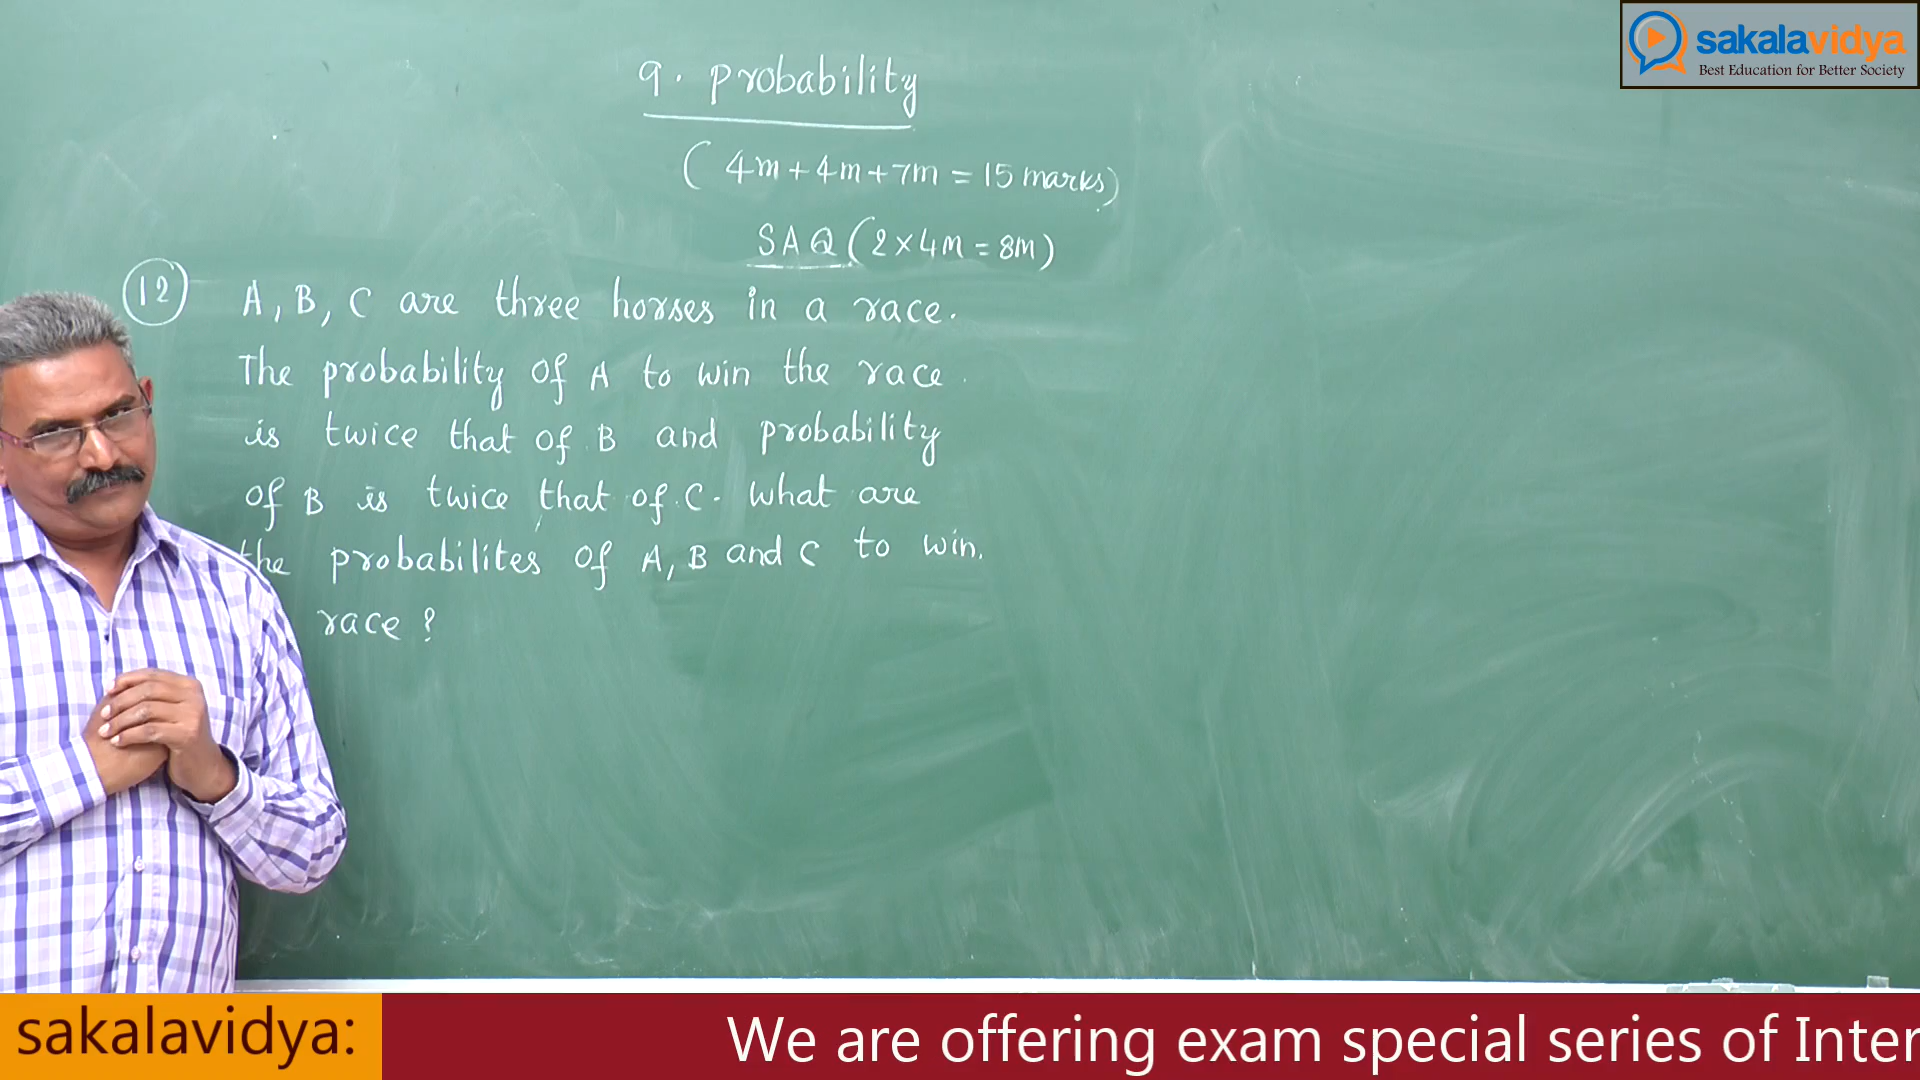 sakalavidya
Best Education for Better Society
9. probability
(4m+4m+7m = 15 marks)
SAQ (2×4m = 8m)
12 A, B, C are three horses in a race.
The probability of A to win the race
is twice that of B and probability
of B is twice that of C. what are
the probabilites of A, B and C to win.
race?
sakalavidya: We are offering exam special series of Inter